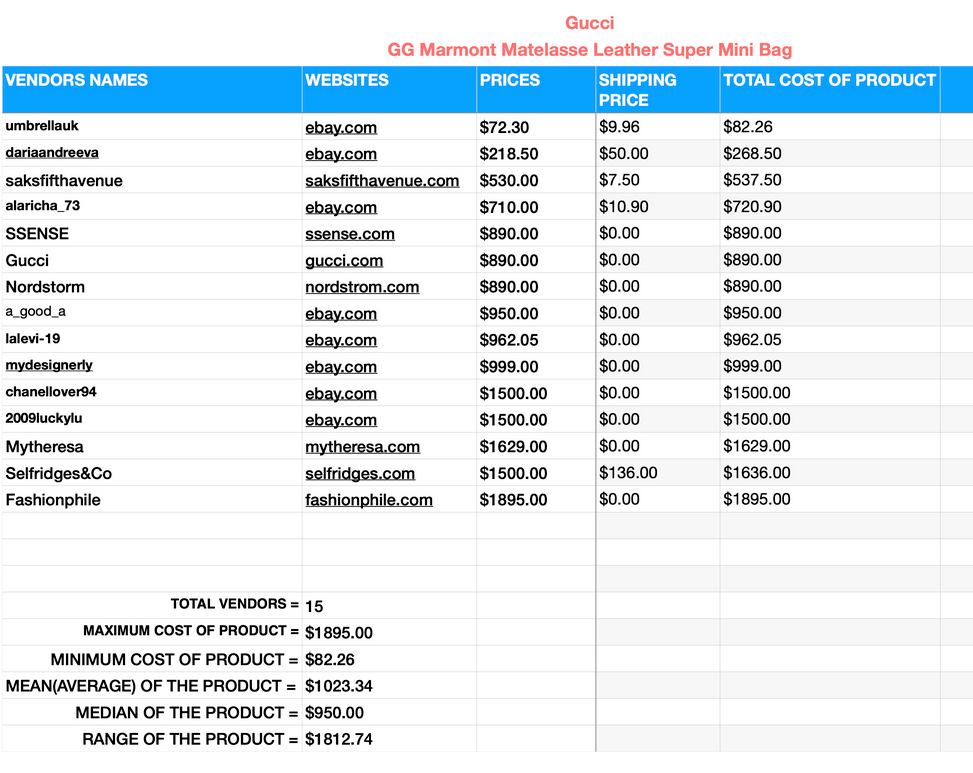 Gucci
GG Marmont Matelasse Leather Super Mini Bag
VENDORS NAMES WEBSITES PRICES SHIPPING PRICE TOTAL COST OF PRODUCT
umbrellauk ebay.com $72.30 $9.96 $82.26
dariaandreeva ebay.com $218.50 $50.00 $268.50
saksfifthavenue saksfifthavenue.com $530.00 $7.50 $537.50
alaricha_73 ebay.com $710.00 $10.90 $720.90
SSENSE ssense.com $890.00 $0.00 $890.00
Gucci gucci.com $890.00 $0.00 $890.00
Nordstorm nordstrom.com $890.00 $0.00 $890.00
a_good_a ebay.com $950.00 $0.00 $950.00
lalevi-19 ebay.com $962.05 $0.00 $962.05
mydesignerly ebay.com $999.00 $0.00 $999.00
chanellover94 ebay.com $1500.00 $0.00 $1500.00
2009luckylu ebay.com $1500.00 $0.00 $1500.00
Mytheresa mytheresa.com $1629.00 $0.00 $1629.00
Selfridges&Co selfridges.com $1500.00 $136.00 $1636.00
Fashionphile fashionphile.com $1895.00 $0.00 $1895.00
TOTAL VENDORS = 15
MAXIMUM COST OF PRODUCT = $1895.00
MINIMUM COST OF PRODUCT = $82.26
MEAN(AVERAGE) OF THE PRODUCT = $1023.34
MEDIAN OF THE PRODUCT = $950.00
RANGE OF THE PRODUCT = $1812.74